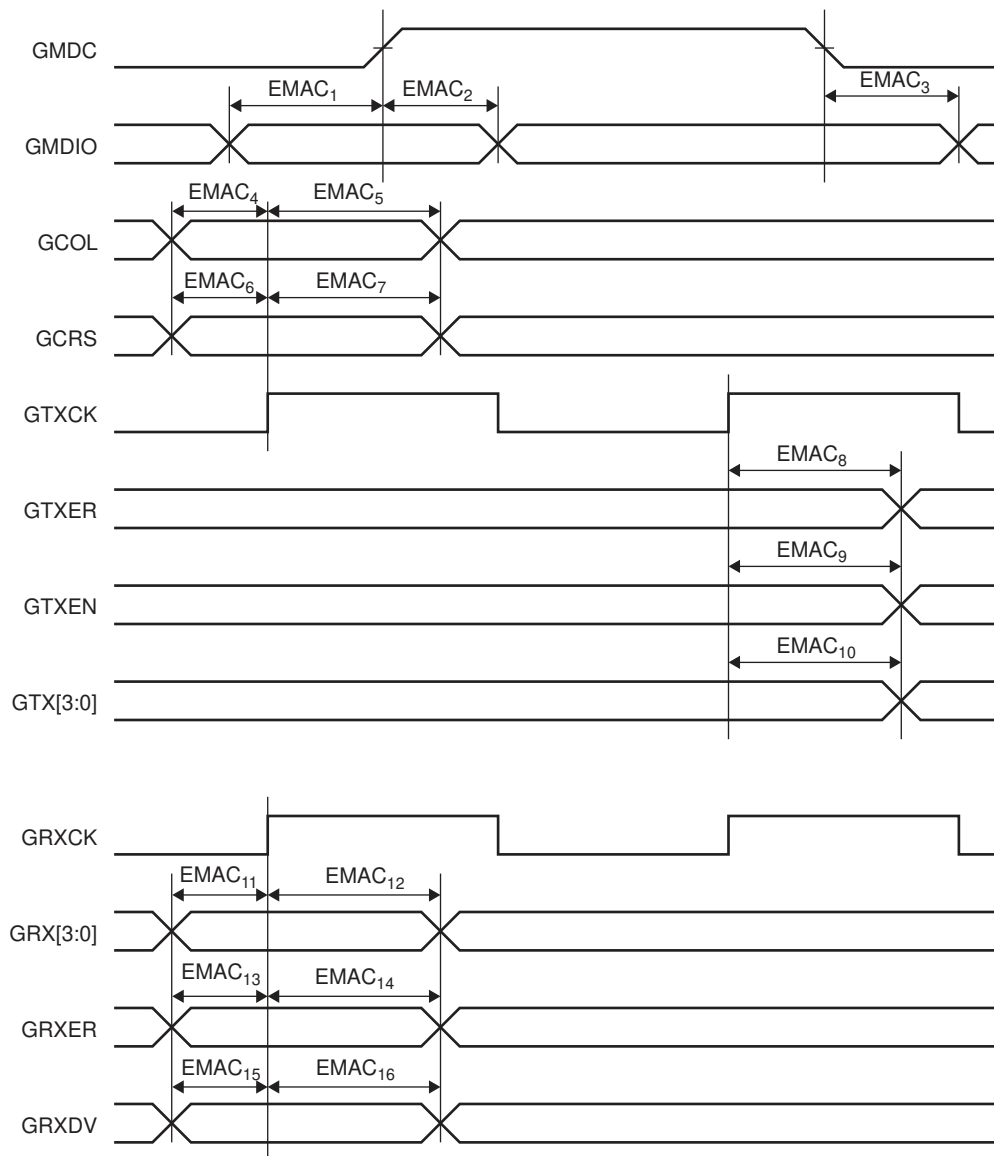 GMDC
EMAC1 EMAC2 EMAC3
GMDIO
EMAC4 EMAC5
GCOL
EMAC6 EMAC7
GCRS
GTXCK
EMAC8
GTXER
EMAC9
GTXEN
EMAC10
GTX[3:0]
GRXCK
EMAC11 EMAC12
GRX[3:0]
EMAC13 EMAC14
GRXER
EMAC15 EMAC16
GRXDV